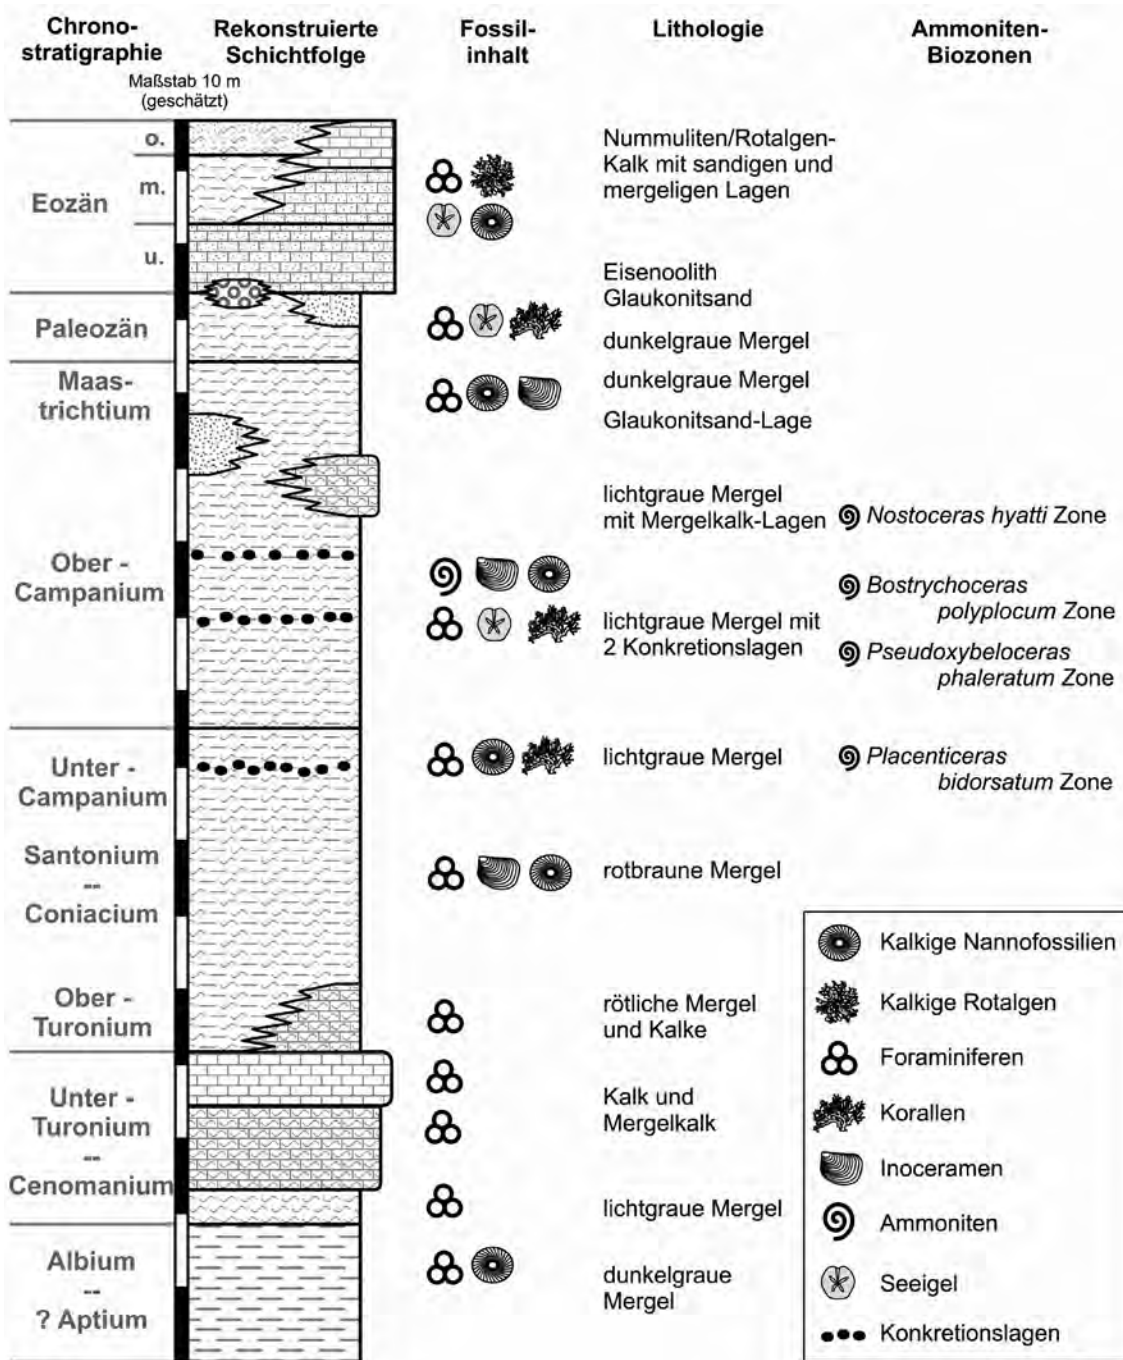 Chrono-
stratigraphie
Rekonstruierte
Schichtfolge
Fossil-
inhalt
Lithologie
Ammoniten-
Biozonen
Maßstab 10 m
(geschätzt)
Eozän
o.
m.
u.
Nummuliten/Rotalgen-
Kalk mit sandigen und
mergeligen Lagen
Eisenoolith
Glaukonitsand
Paleozän
dunkelgraue Mergel
Maas-
trichtium
dunkelgraue Mergel
Glaukonitsand-Lage
Ober -
Campanium
lichtgraue Mergel
mit Mergelkalk-Lagen
Nostoceras hyatti Zone
Bostrychoceras
polyplocum Zone
lichtgraue Mergel mit
2 Konkretionslagen
Pseudoxybeloceras
phaleratum Zone
Unter -
Campanium
lichtgraue Mergel
Placenticeras
bidorsatum Zone
Santonium
--
Coniacium
rotbraune Mergel
Ober -
Turonium
rötliche Mergel
und Kalke
Unter -
Turonium
--
Cenomanium
Kalk und
Mergelkalk
lichtgraue Mergel
Albium
--
? Aptium
dunkelgraue
Mergel
Kalkige Nannofossilien
Kalkige Rotalgen
Foraminiferen
Korallen
Inoceramen
Ammoniten
Seeigel
Konkretionslagen